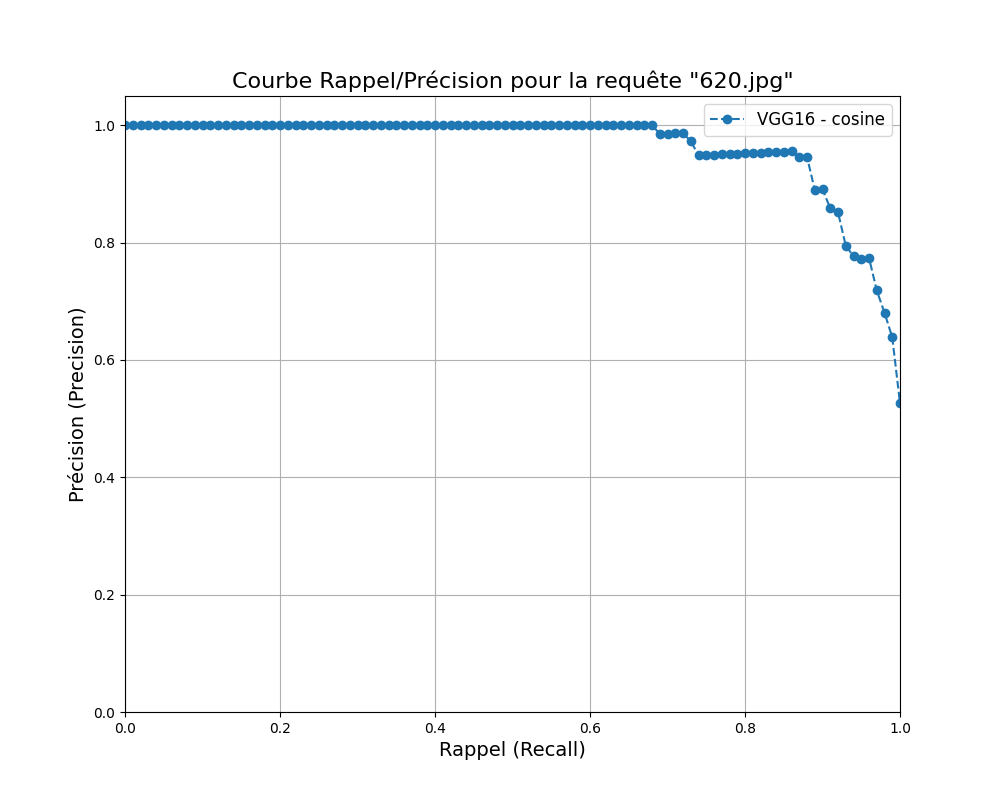 Courbe Rappel/Précision pour la requête "620.jpg"
VGG16 - cosine
1.0
0.8
0.6
0.4
0.2
0.0
Précision (Precision)
0.0 0.2 0.4 0.6 0.8 1.0
Rappel (Recall)